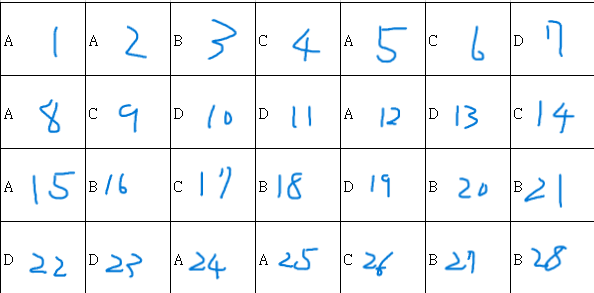 A 1 A 2 B 3 C 4 A 5 C 6 D 7
A 8 C 9 D 10 D 11 A 12 D 13 C 14
A 15 B 16 C 17 B 18 D 19 B 20 B 21
D 22 D 23 A 24 A 25 C 26 B 27 B 28